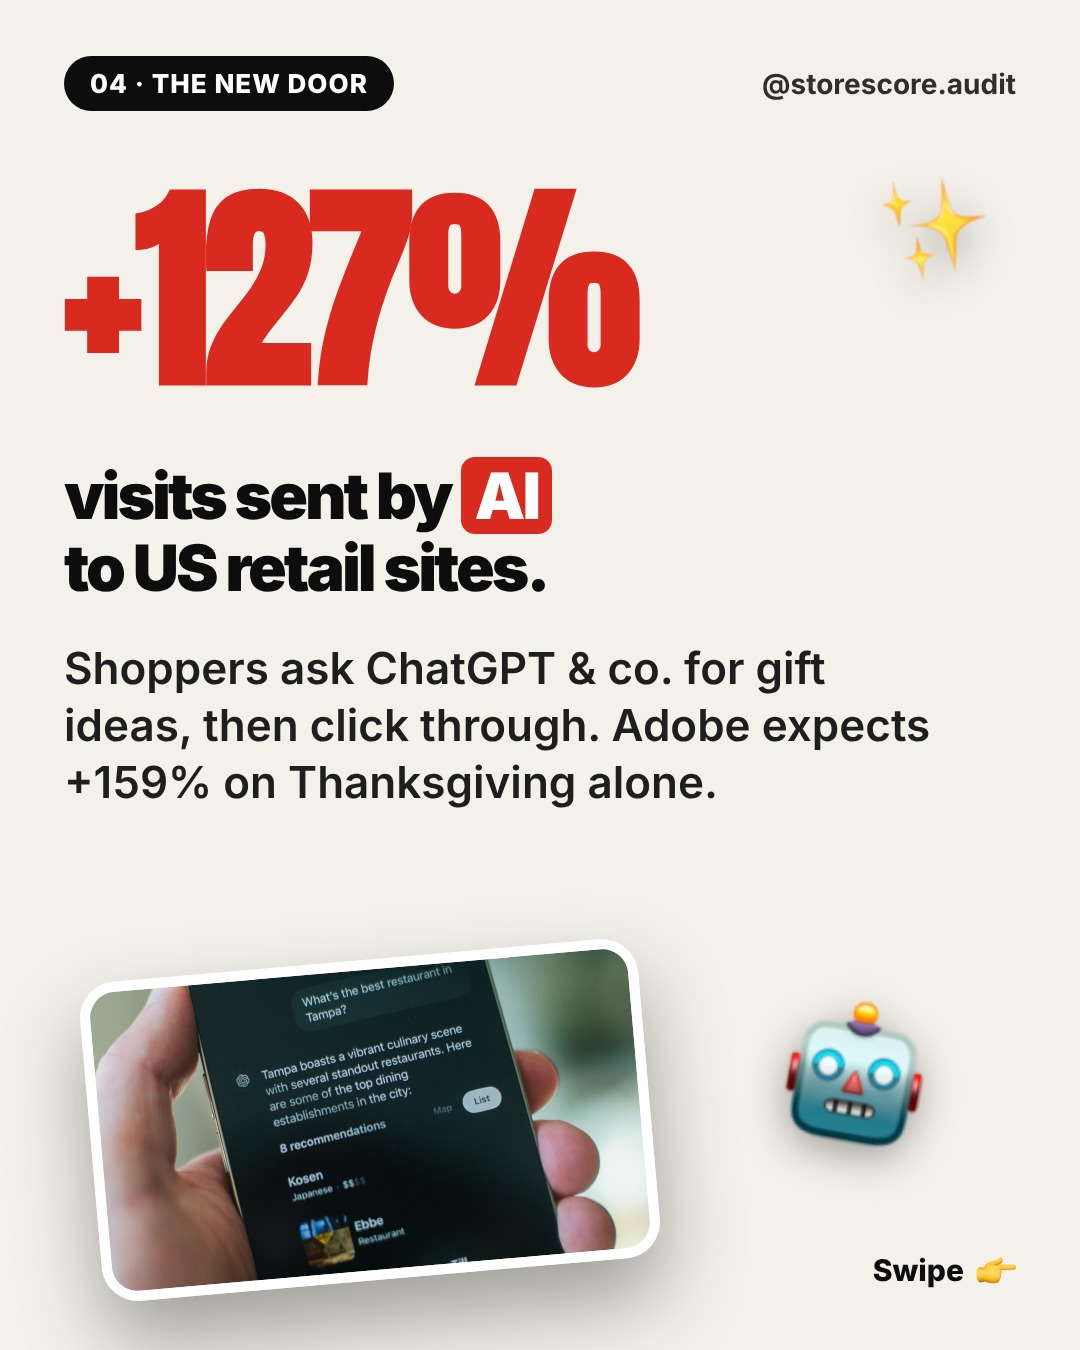 04 · THE NEW DOOR
@storescore.audit
+127%
visits sent by AI
to US retail sites.
Shoppers ask ChatGPT & co. for gift
ideas, then click through. Adobe expects
+159% on Thanksgiving alone.
What's the best restaurant in
Tampa?
Tampa boasts a vibrant culinary scene
with several standout restaurants. Here
are some of the top dining
establishments in the city:
Map
List
8 recommendations
Kosen
Japanese · $$$$
Ebbe
Restaurant
Swipe